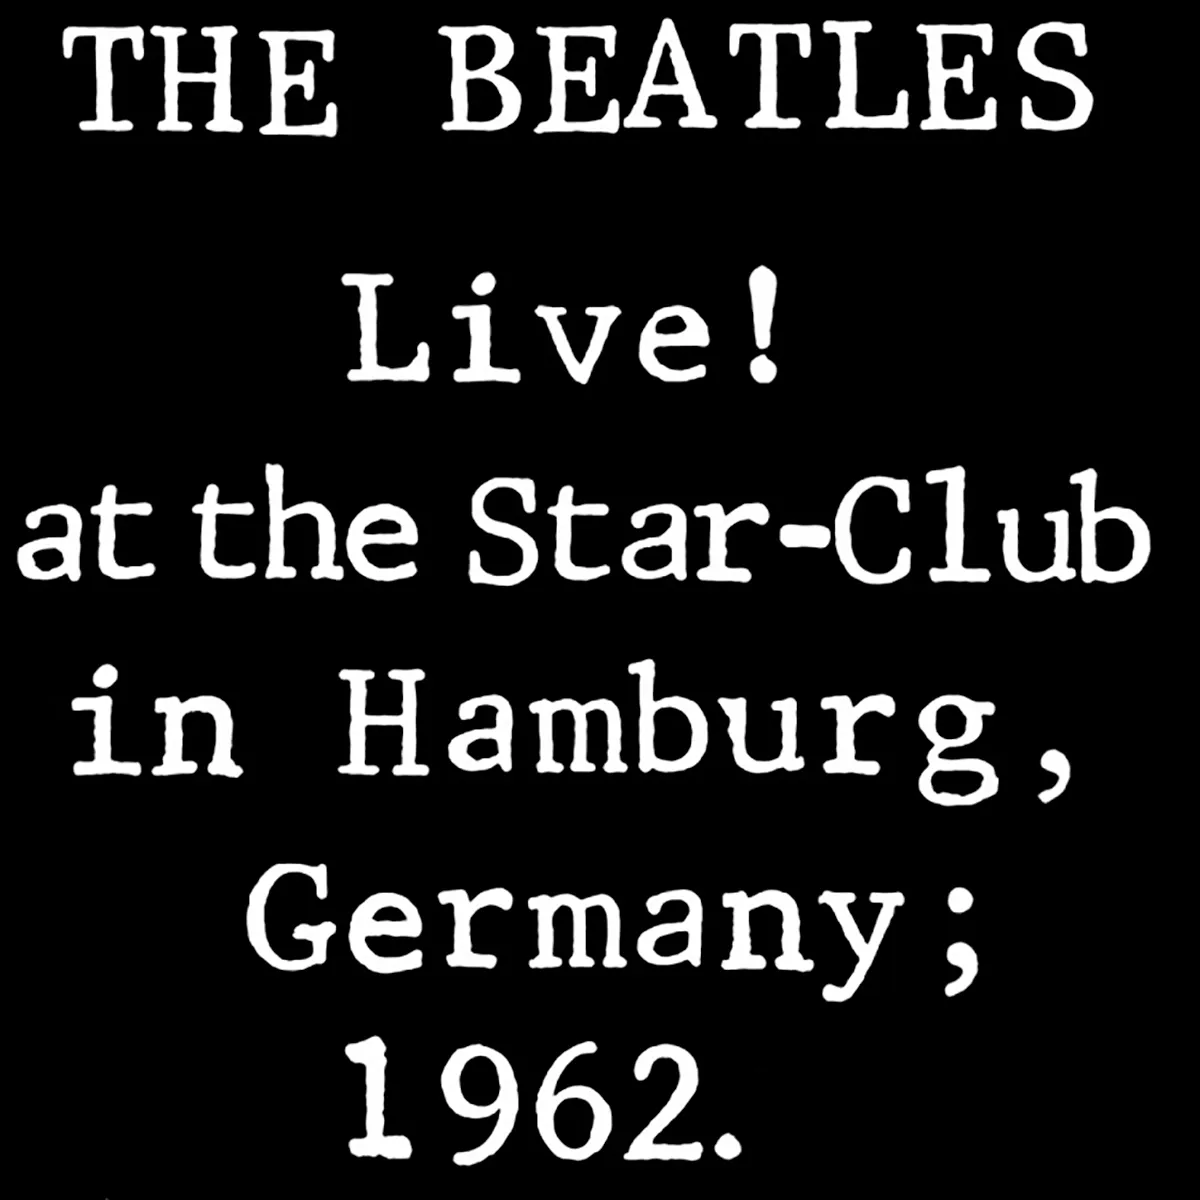 THE BEATLES
Live!
at the Star-Club
in Hamburg,
Germany;
1962.